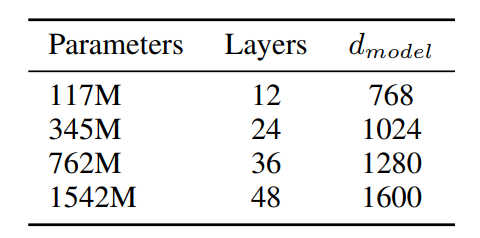 Parameters Layers d_model
117M 12 768
345M 24 1024
762M 36 1280
1542M 48 1600